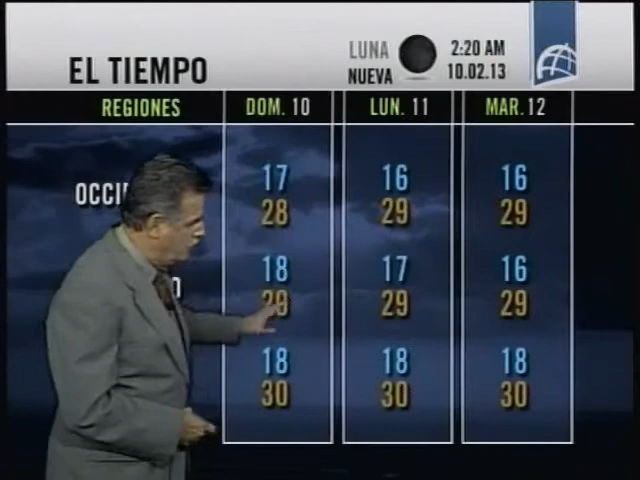 EL TIEMPO
LUNA NUEVA
2:20 AM
10.02.13
REGIONES DOM. 10 LUN. 11 MAR. 12
17 16 16
28 29 29
18 17 16
29 29
18 18 18
30 30 30